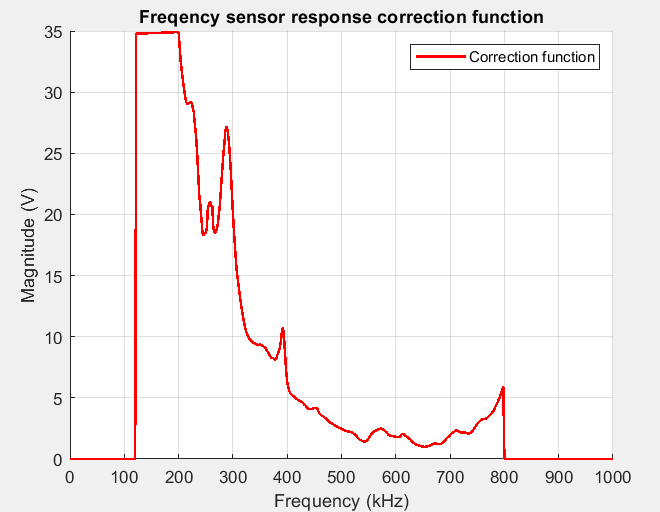 Freqency sensor response correction function
Correction function
Magnitude (V)
35
30
25
20
15
10
5
0
0 100 200 300 400 500 600 700 800 900 1000
Frequency (kHz)